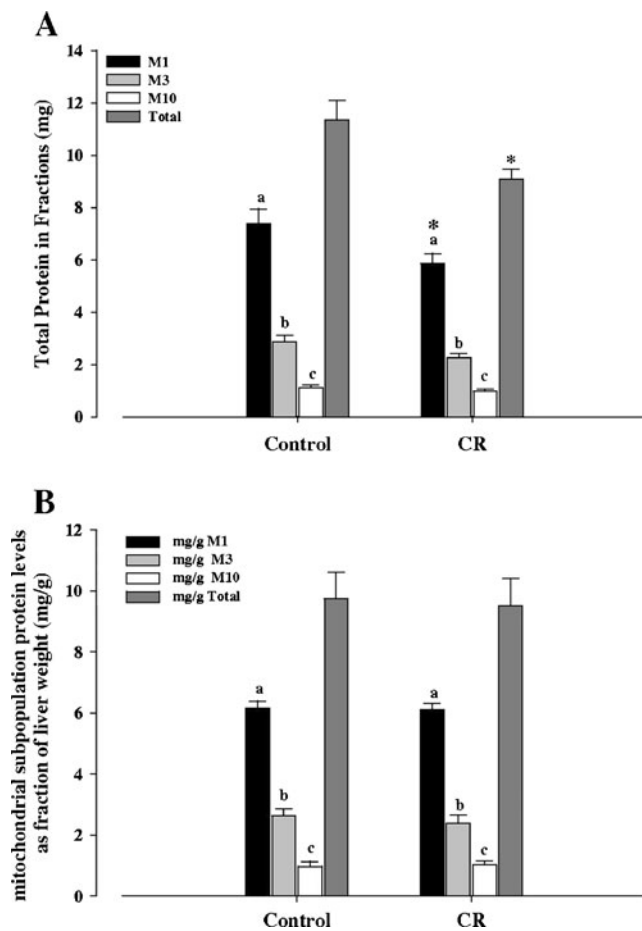 A
Total Protein in Fractions (mg)
14
12
10
8
6
4
2
0
M1
M3
M10
Total
a
b
c
*
a
b
c
*
Control
CR
B
mitochondrial subpopulation protein levels
as fraction of liver weight (mg/g)
12
10
8
6
4
2
0
mg/g M1
mg/g M3
mg/g M10
mg/g Total
a
b
c
a
b
c
Control
CR